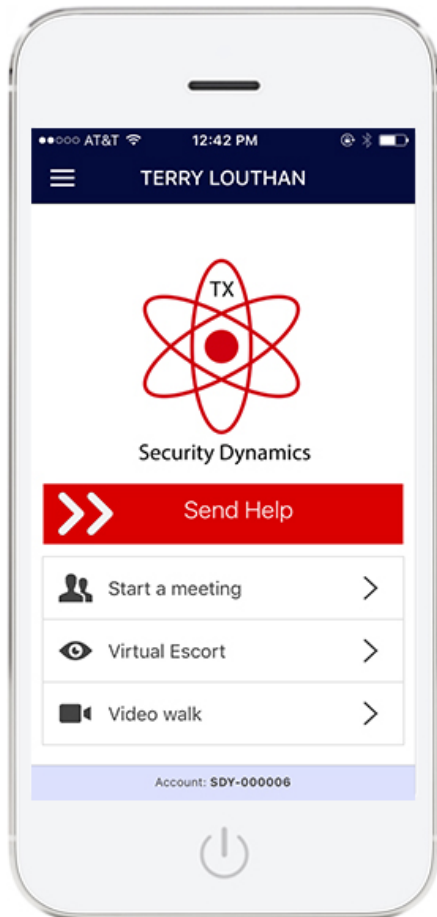 AT&T 12:42 PM
TERRY LOUTHAN
TX
Security Dynamics
Send Help
Start a meeting
Virtual Escort
Video walk
Account: SDY-000006